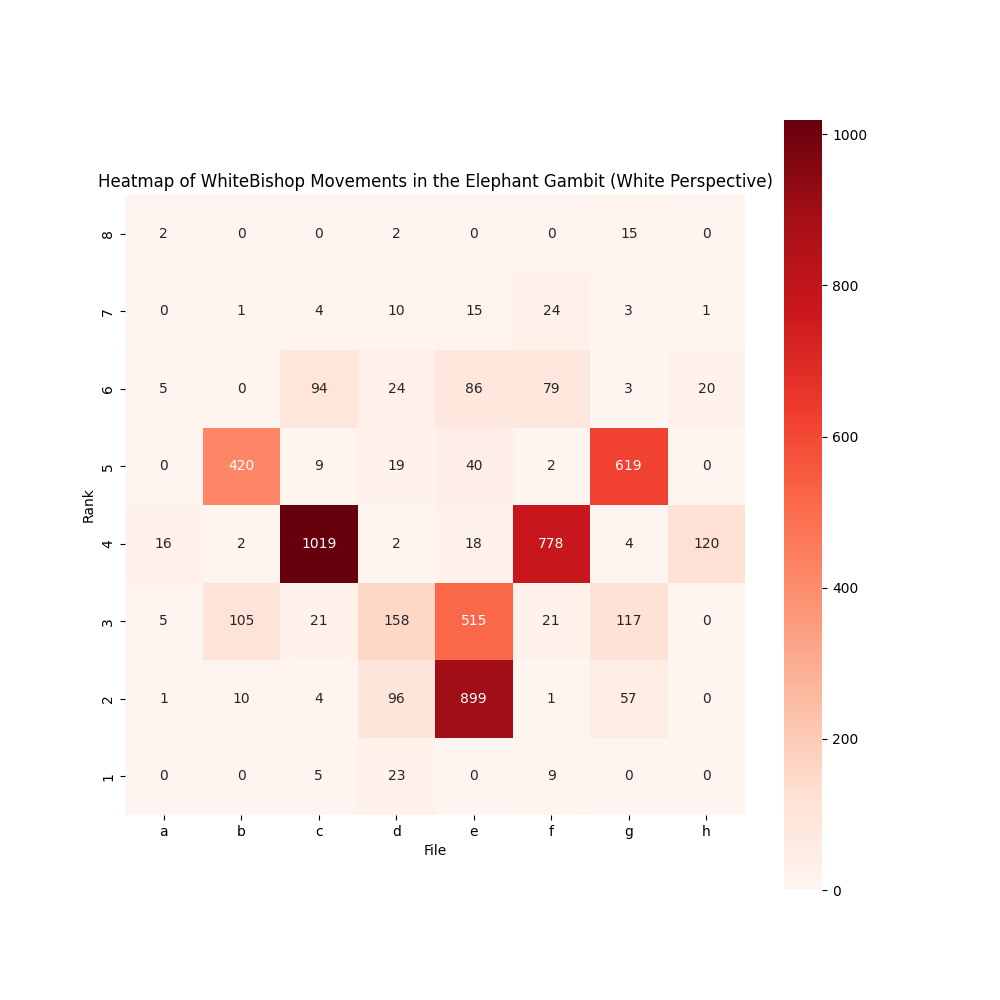 Heatmap of WhiteBishop Movements in the Elephant Gambit (White Perspective)
8 2 0 0 2 0 0 15 0
7 0 1 4 10 15 24 3 1
6 5 0 94 24 86 79 3 20
5 0 420 9 19 40 2 619 0
4 16 2 1019 2 18 778 4 120
3 5 105 21 158 515 21 117 0
2 1 10 4 96 899 1 57 0
1 0 0 5 23 0 9 0 0
a b c d e f g h
File
Rank
1000
800
600
400
200
0